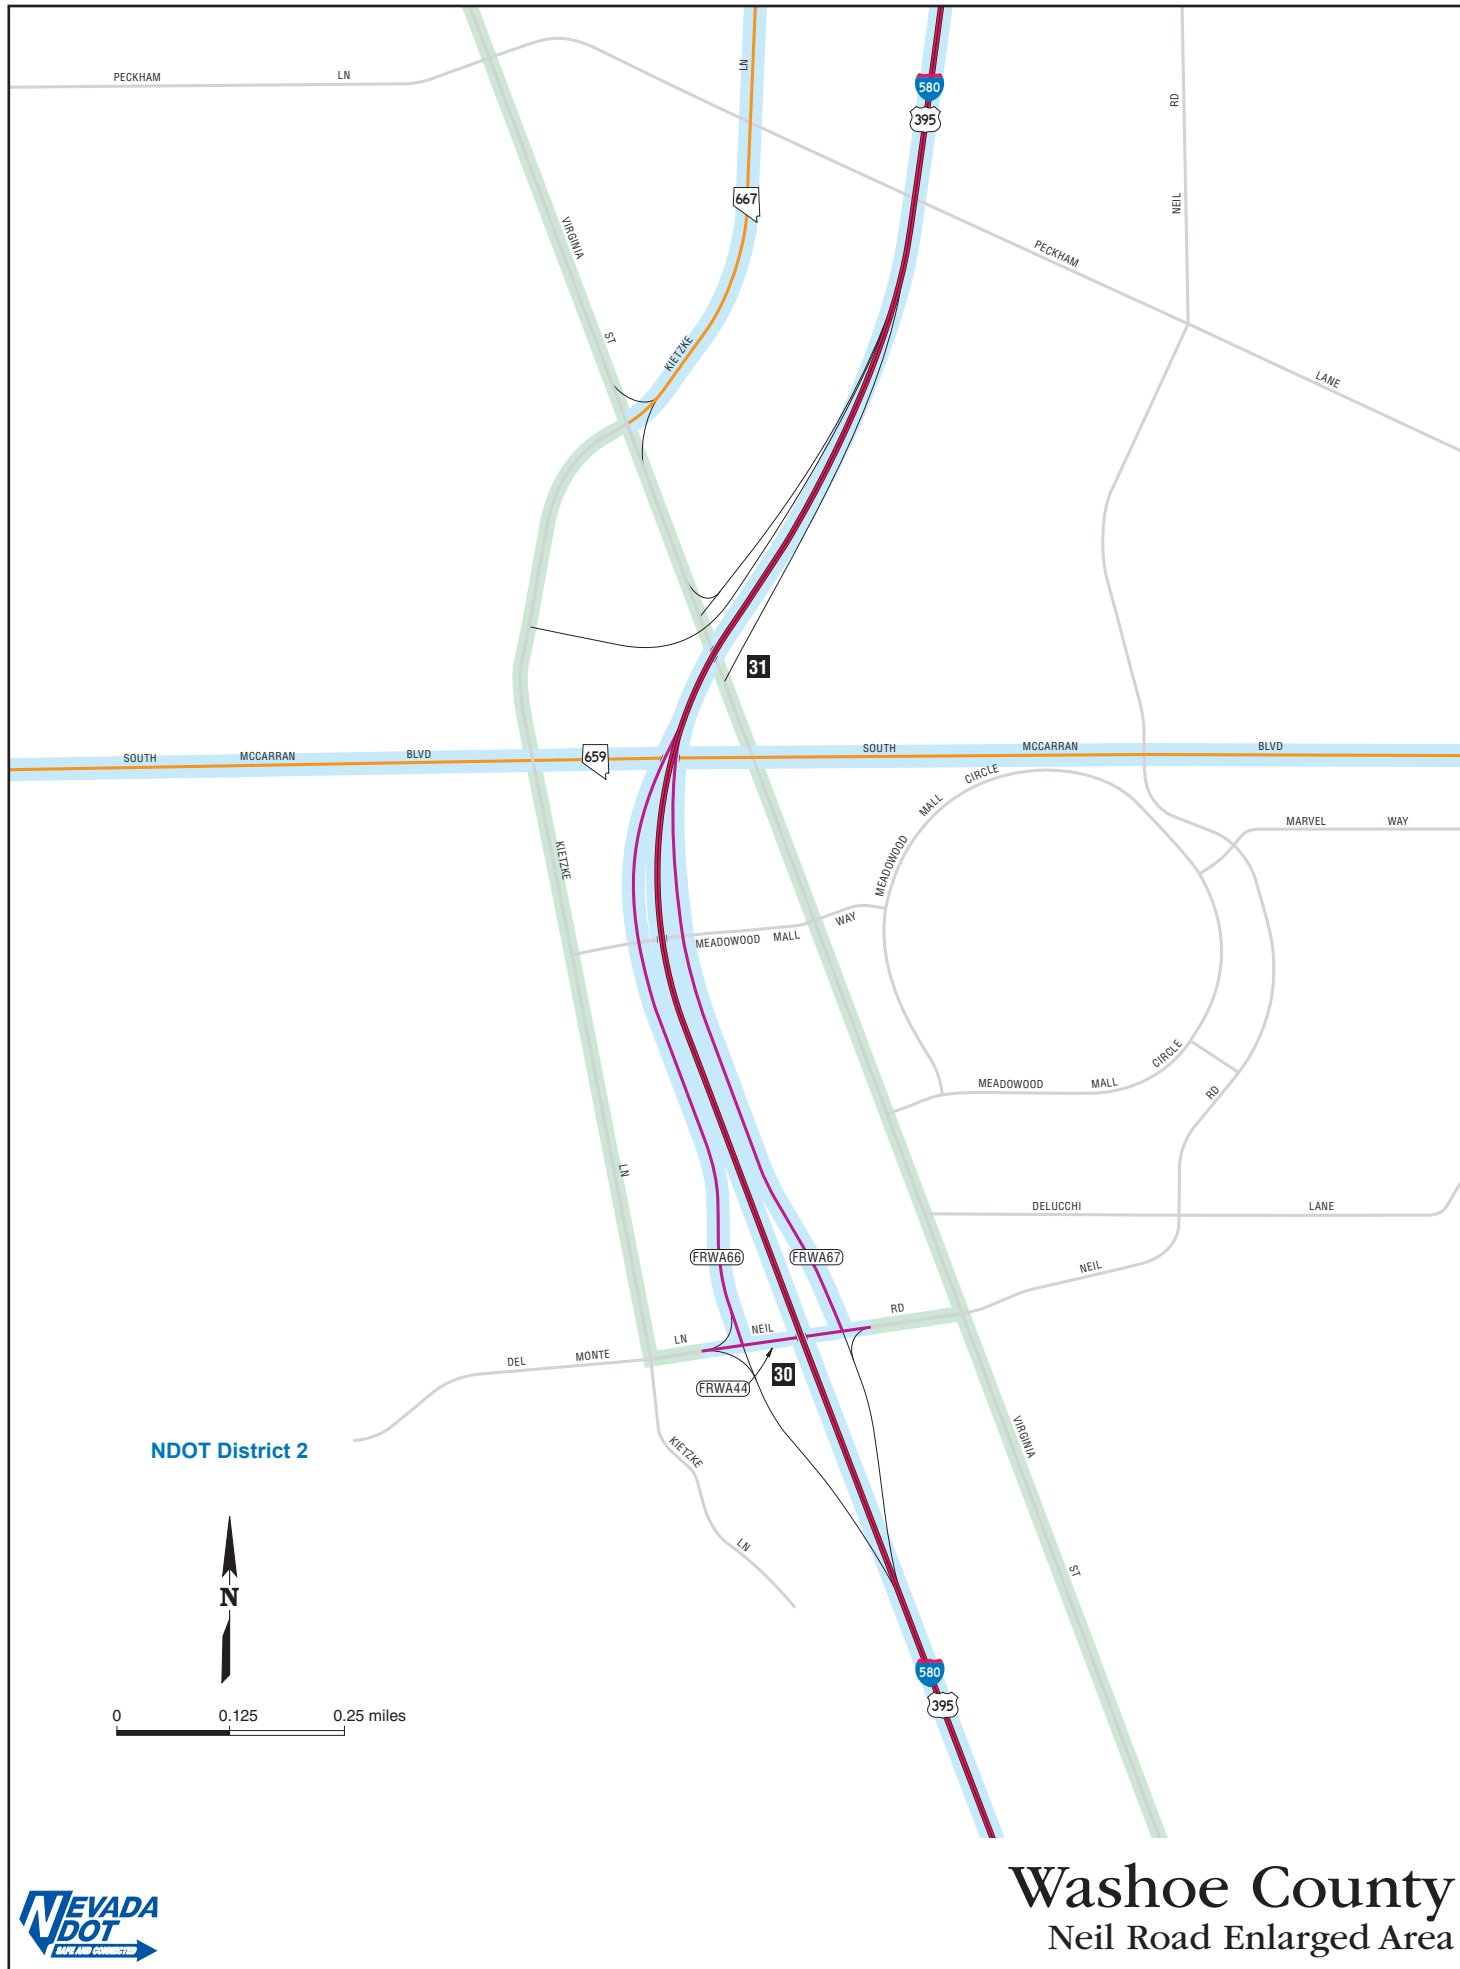 LN
580
395
PECKHAM LN
RD
667
NEIL
VIRGINIA
PECKHAM
ST
KIETZKE
LANE
31
SOUTH MCCARRAN BLVD
659
SOUTH MCCARRAN BLVD
MALL CIRCLE
MARVEL WAY
KIETZKE
MEADOWOOD
MEADOWOOD MALL WAY
CIRCLE
MEADOWOOD MALL
RD
LN
DELUCCHI LANE
FRWA66
FRWA67
NEIL
RD
NEIL
LN
DEL MONTE
30
FRWA44
VIRGINIA
KIETZKE
NDOT District 2
LN
ST
N
580
395
0 0.125 0.25 miles
Washoe County
Neil Road Enlarged Area
NEVADA
DOT
SAFE AND CONNECTED